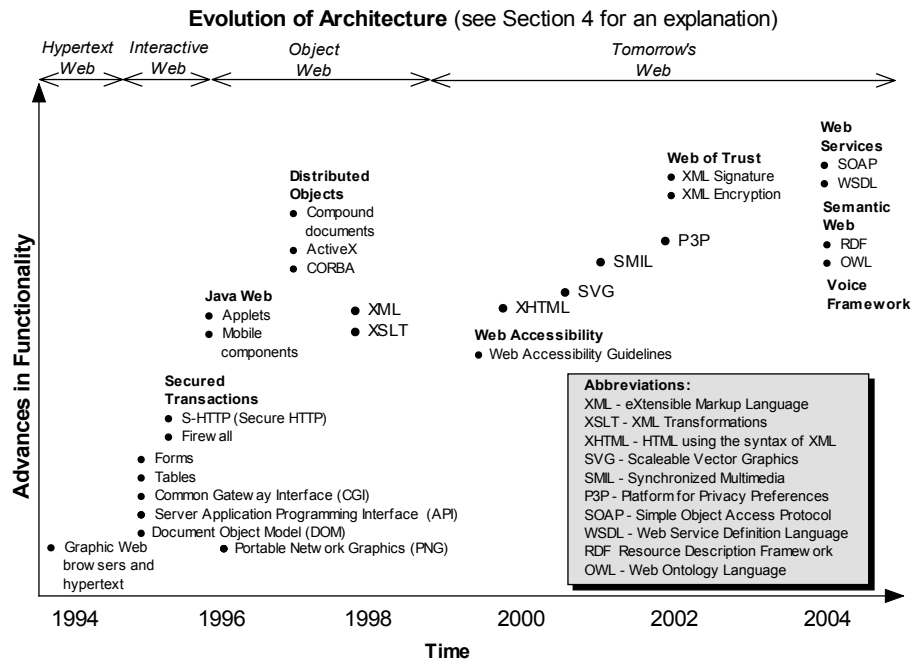 Evolution of Architecture (see Section 4 for an explanation)
Hypertext
Web
Interactive
Web
Object
Web
Tomorrow's
Web
Advances in Functionality
Web
Services
• SOAP
• WSDL
Semantic
Web
• RDF
• OWL
Voice
Framework
Web of Trust
• XML Signature
• XML Encryption
• P3P
• SMIL
• SVG
• XHTML
Distributed
Objects
• Compound
documents
• ActiveX
• CORBA
Java Web
• Applets
• Mobile
components
• XML
• XSLT
Web Accessibility
• Web Accessibility Guidelines
Secured
Transactions
• S-HTTP (Secure HTTP)
• Firewall
• Forms
• Tables
• Common Gateway Interface (CGI)
• Server Application Programming Interface (API)
• Document Object Model (DOM)
• Graphic Web
browsers and
hypertext
• Portable Network Graphics (PNG)
Abbreviations:
XML - eXtensible Markup Language
XSLT - XML Transformations
XHTML - HTML using the syntax of XML
SVG - Scaleable Vector Graphics
SMIL - Synchronized Multimedia
P3P - Platform for Privacy Preferences
SOAP - Simple Object Access Protocol
WSDL - Web Service Definition Language
RDF Resource Description Framework
OWL - Web Ontology Language
1994 1996 1998 2000 2002 2004
Time